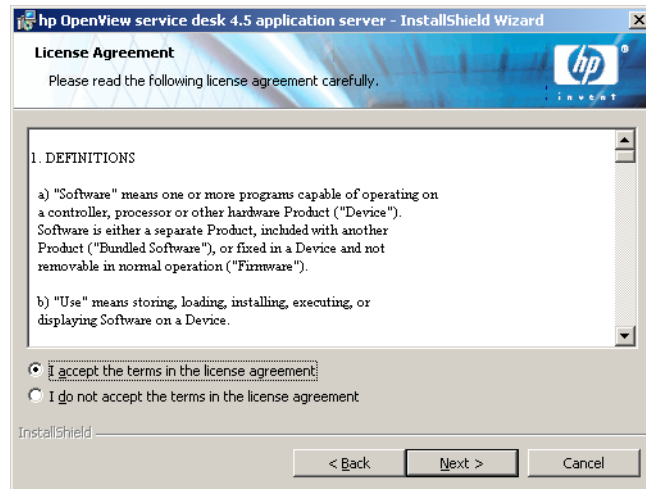 hp OpenView service desk 4.5 application server - InstallShield Wizard
License Agreement
Please read the following license agreement carefully.
hp
invent
1. DEFINITIONS
a) "Software" means one or more programs capable of operating on
a controller, processor or other hardware Product ("Device").
Software is either a separate Product, included with another
Product ("Bundled Software"), or fixed in a Device and not
removable in normal operation ("Firmware").
b) "Use" means storing, loading, installing, executing, or
displaying Software on a Device.
I accept the terms in the license agreement
I do not accept the terms in the license agreement
InstallShield
< Back Next > Cancel